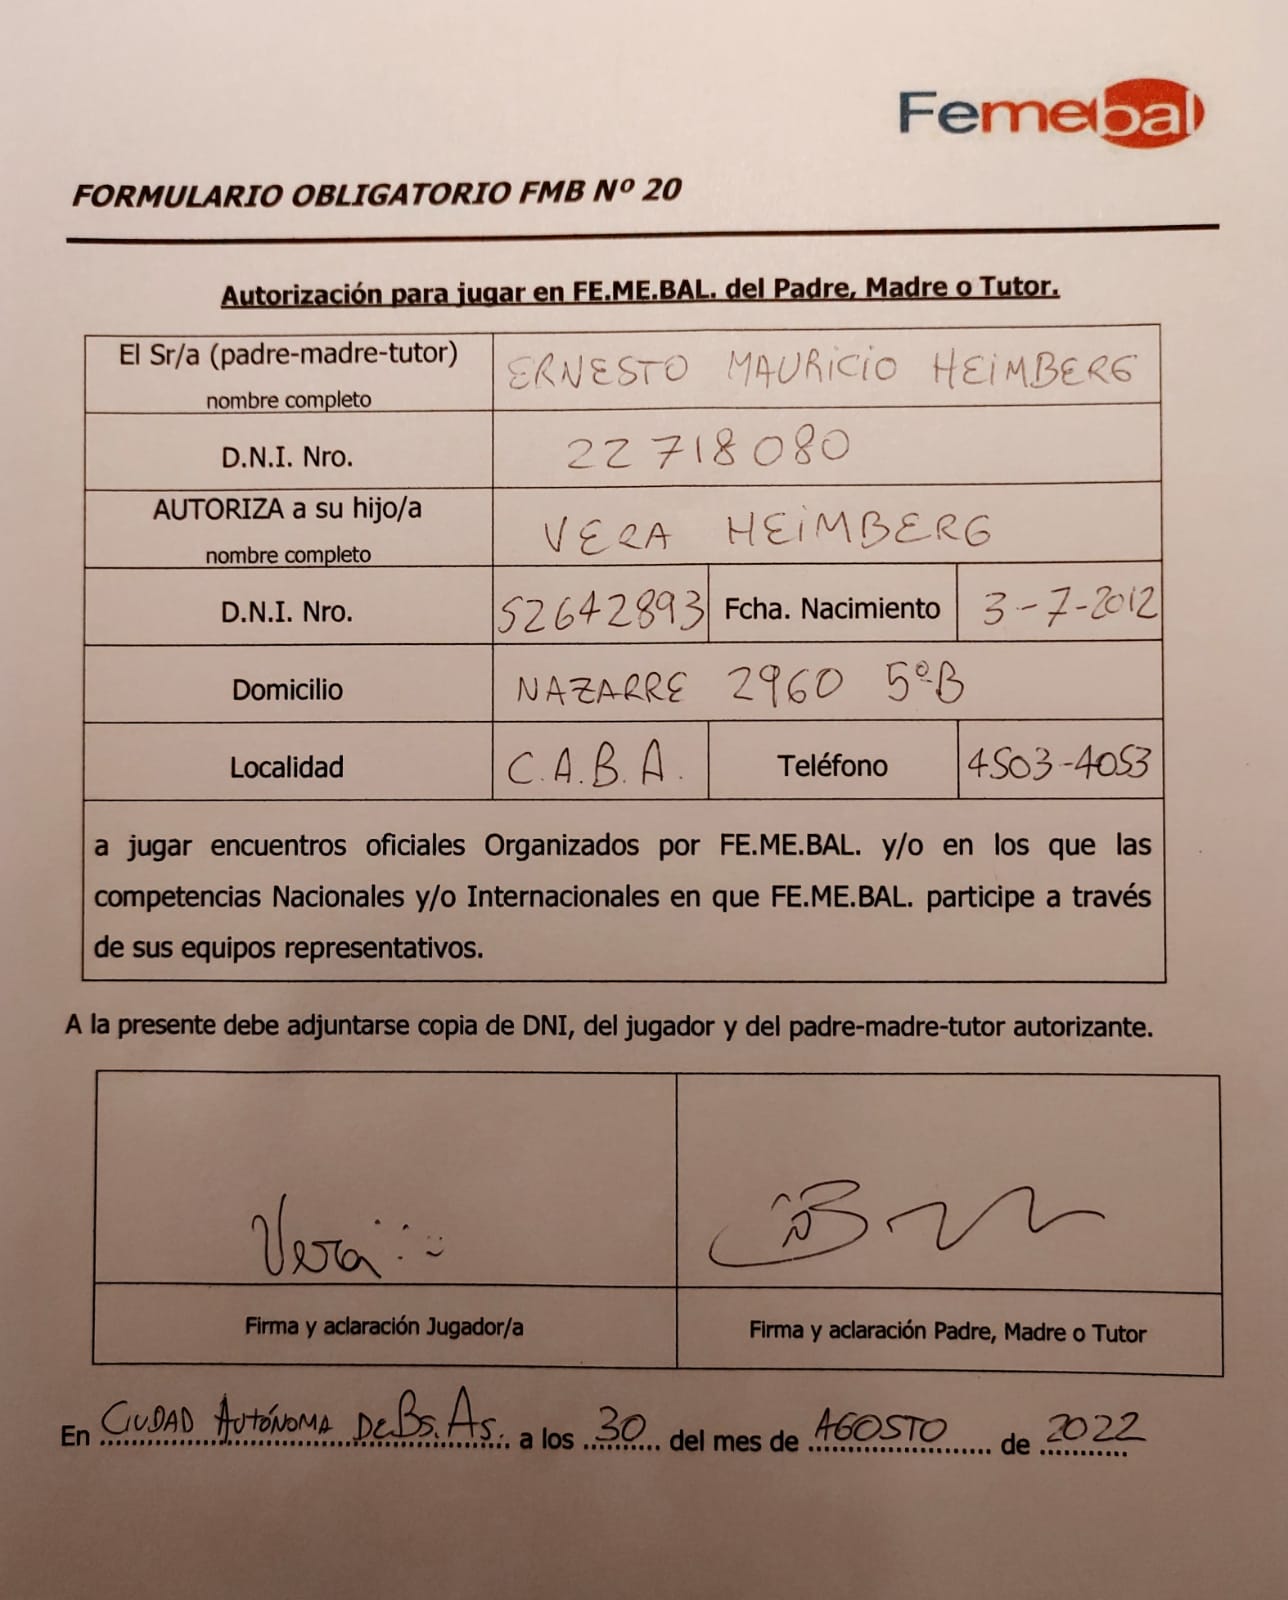 Femebal
FORMULARIO OBLIGATORIO FMB Nº 20
Autorización para jugar en FE.ME.BAL. del Padre, Madre o Tutor.
El Sr/a (padre-madre-tutor)
nombre completo
ERNESTO MAURICIO HEIMBERG
D.N.I. Nro.
22 718 080
AUTORIZA a su hijo/a
nombre completo
VERA HEIMBERG
D.N.I. Nro.
52642893
Fcha. Nacimiento
3-7-2012
Domicilio
NAZARRE 2960 5ºB
Localidad
C.A.B.A.
Teléfono
4503-4053
a jugar encuentros oficiales Organizados por FE.ME.BAL. y/o en los que las
competencias Nacionales y/o Internacionales en que FE.ME.BAL. participe a través
de sus equipos representativos.
A la presente debe adjuntarse copia de DNI, del jugador y del padre-madre-tutor autorizante.
Vera
Firma y aclaración Jugador/a
Firma y aclaración Padre, Madre o Tutor
En CIUDAD AUTÓNOMA DE Bs. As. a los 30 del mes de AGOSTO de 2022